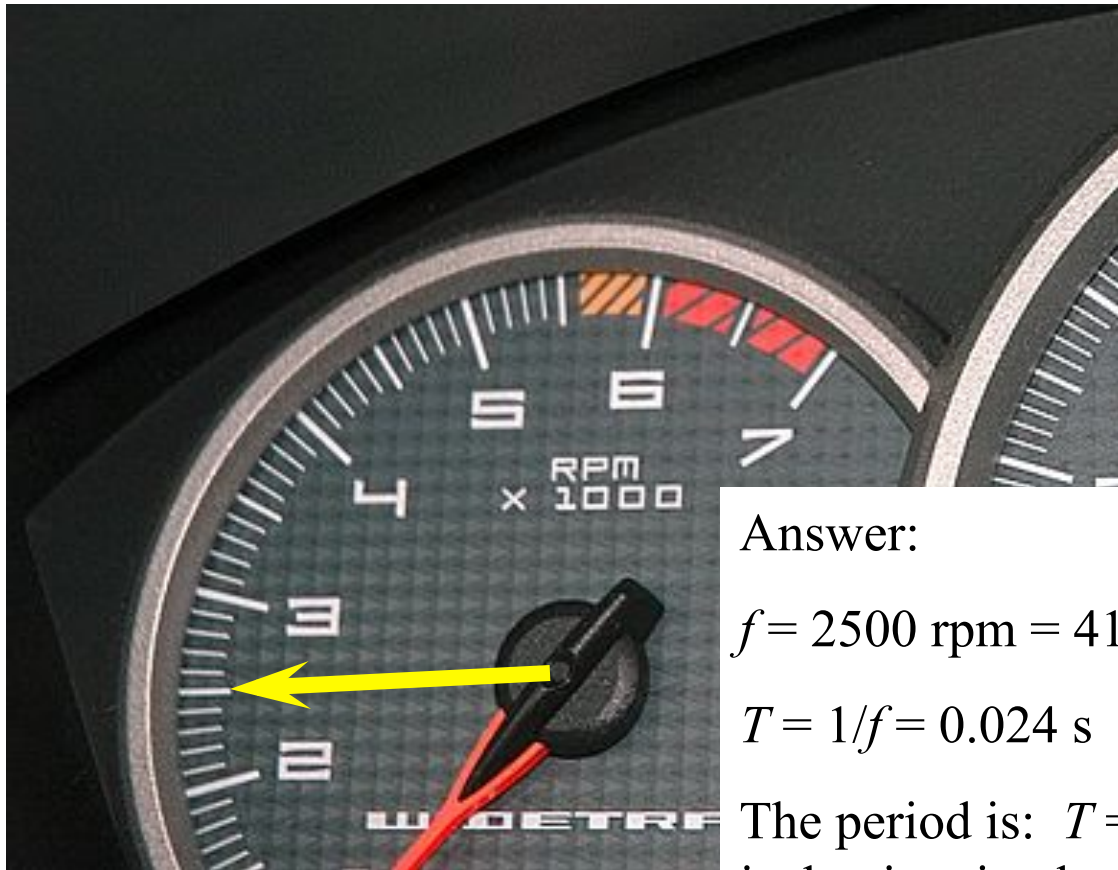 5
6
4
7
RPM
x 1000
3
2
Answer:
f = 2500 rpm = 41
T = 1/f = 0.024 s
The period is: T =